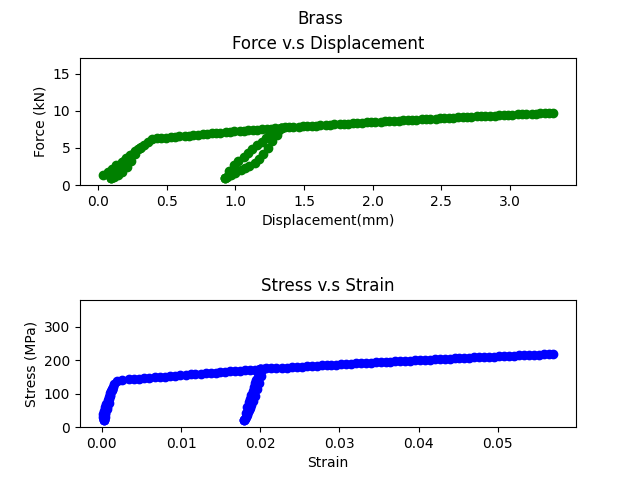 Brass
Force v.s Displacement
15
10
5
0
Force (kN)
0.0 0.5 1.0 1.5 2.0 2.5 3.0
Displacement(mm)
Stress v.s Strain
300
200
100
0
Stress (MPa)
0.00 0.01 0.02 0.03 0.04 0.05
Strain